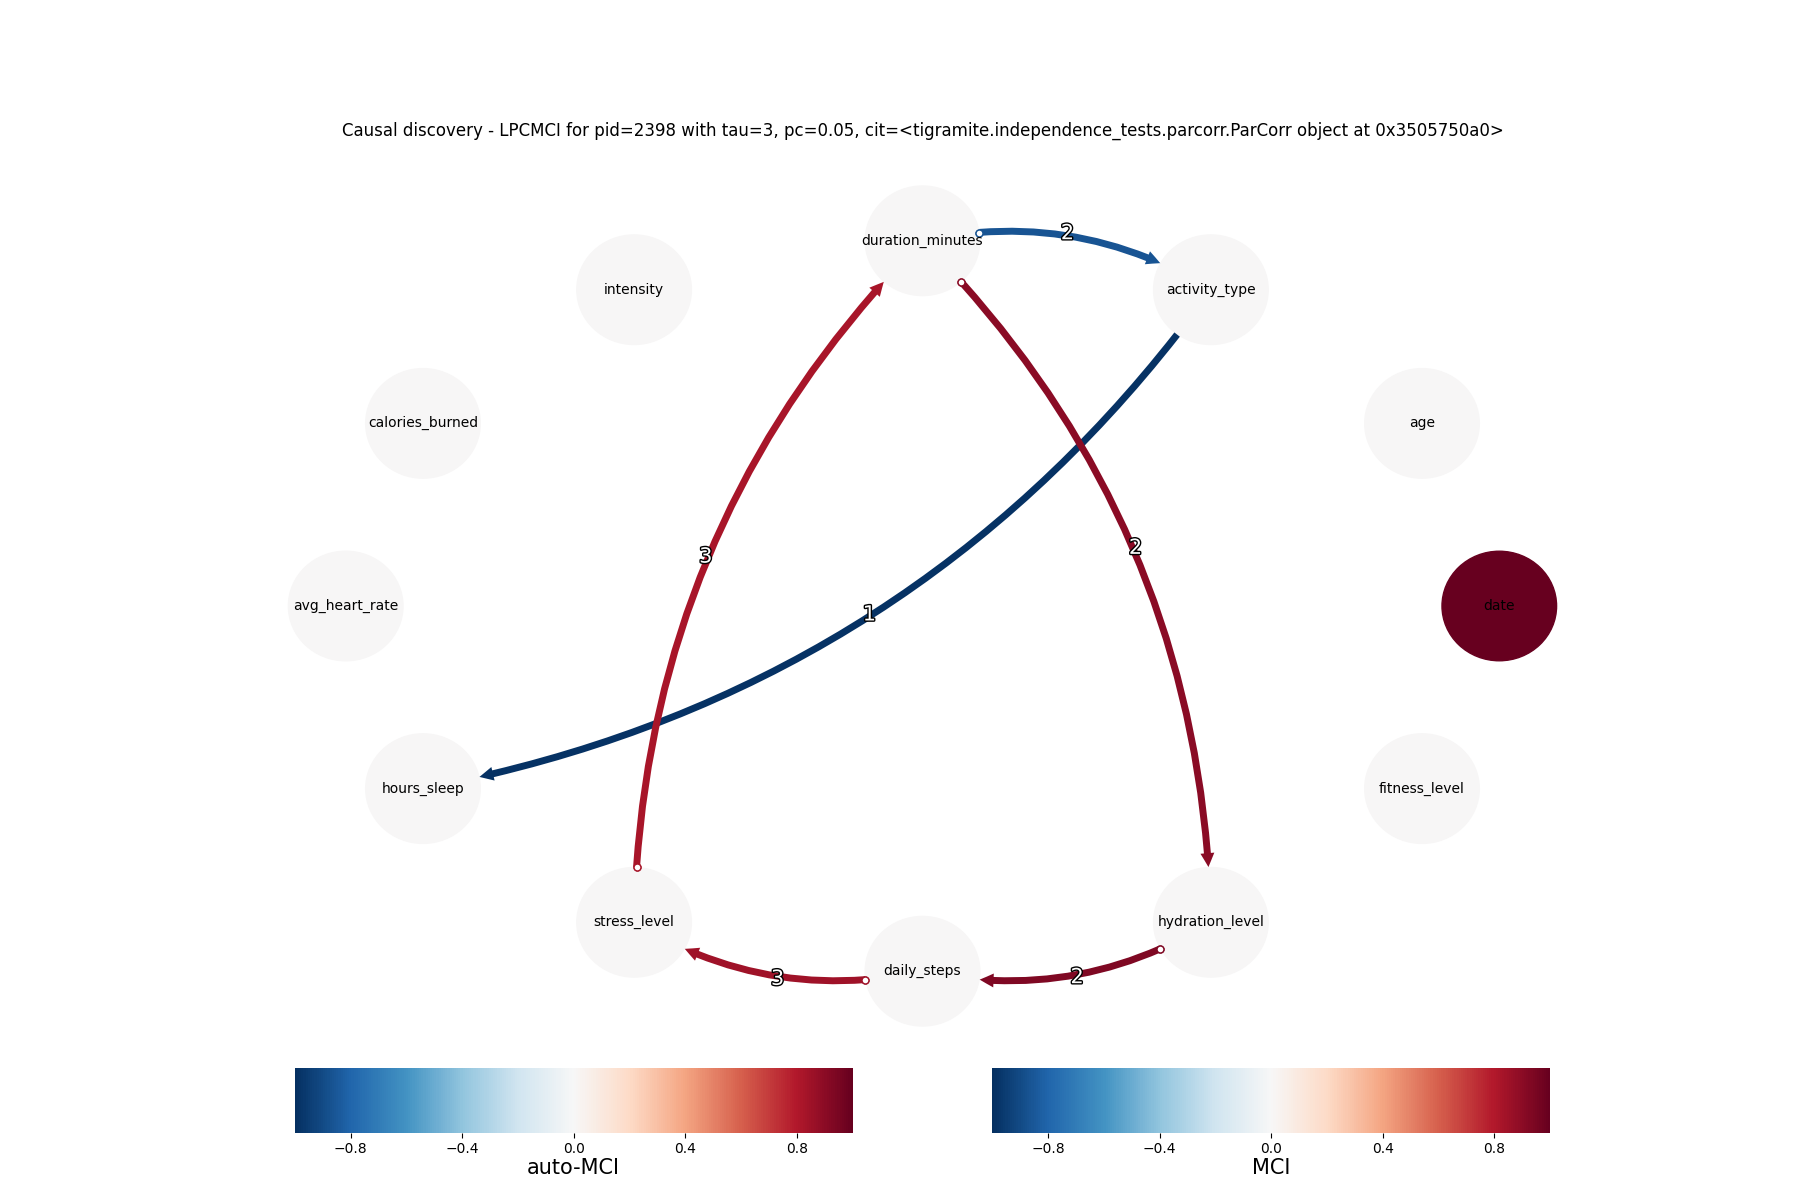 Causal discovery - LPCMCI for pid=2398 with tau=3, pc=0.05, cit=<tigramite.independence_tests.parcorr.ParCorr object at 0x3505750a0>
duration_minutes
2
intensity
activity_type
calories_burned
age
3
2
avg_heart_rate
date
1
hours_sleep
fitness_level
stress_level
hydration_level
daily_steps
3
2
−0.8 −0.4 0.0 0.4 0.8
auto-MCI
−0.8 −0.4 0.0 0.4 0.8
MCI